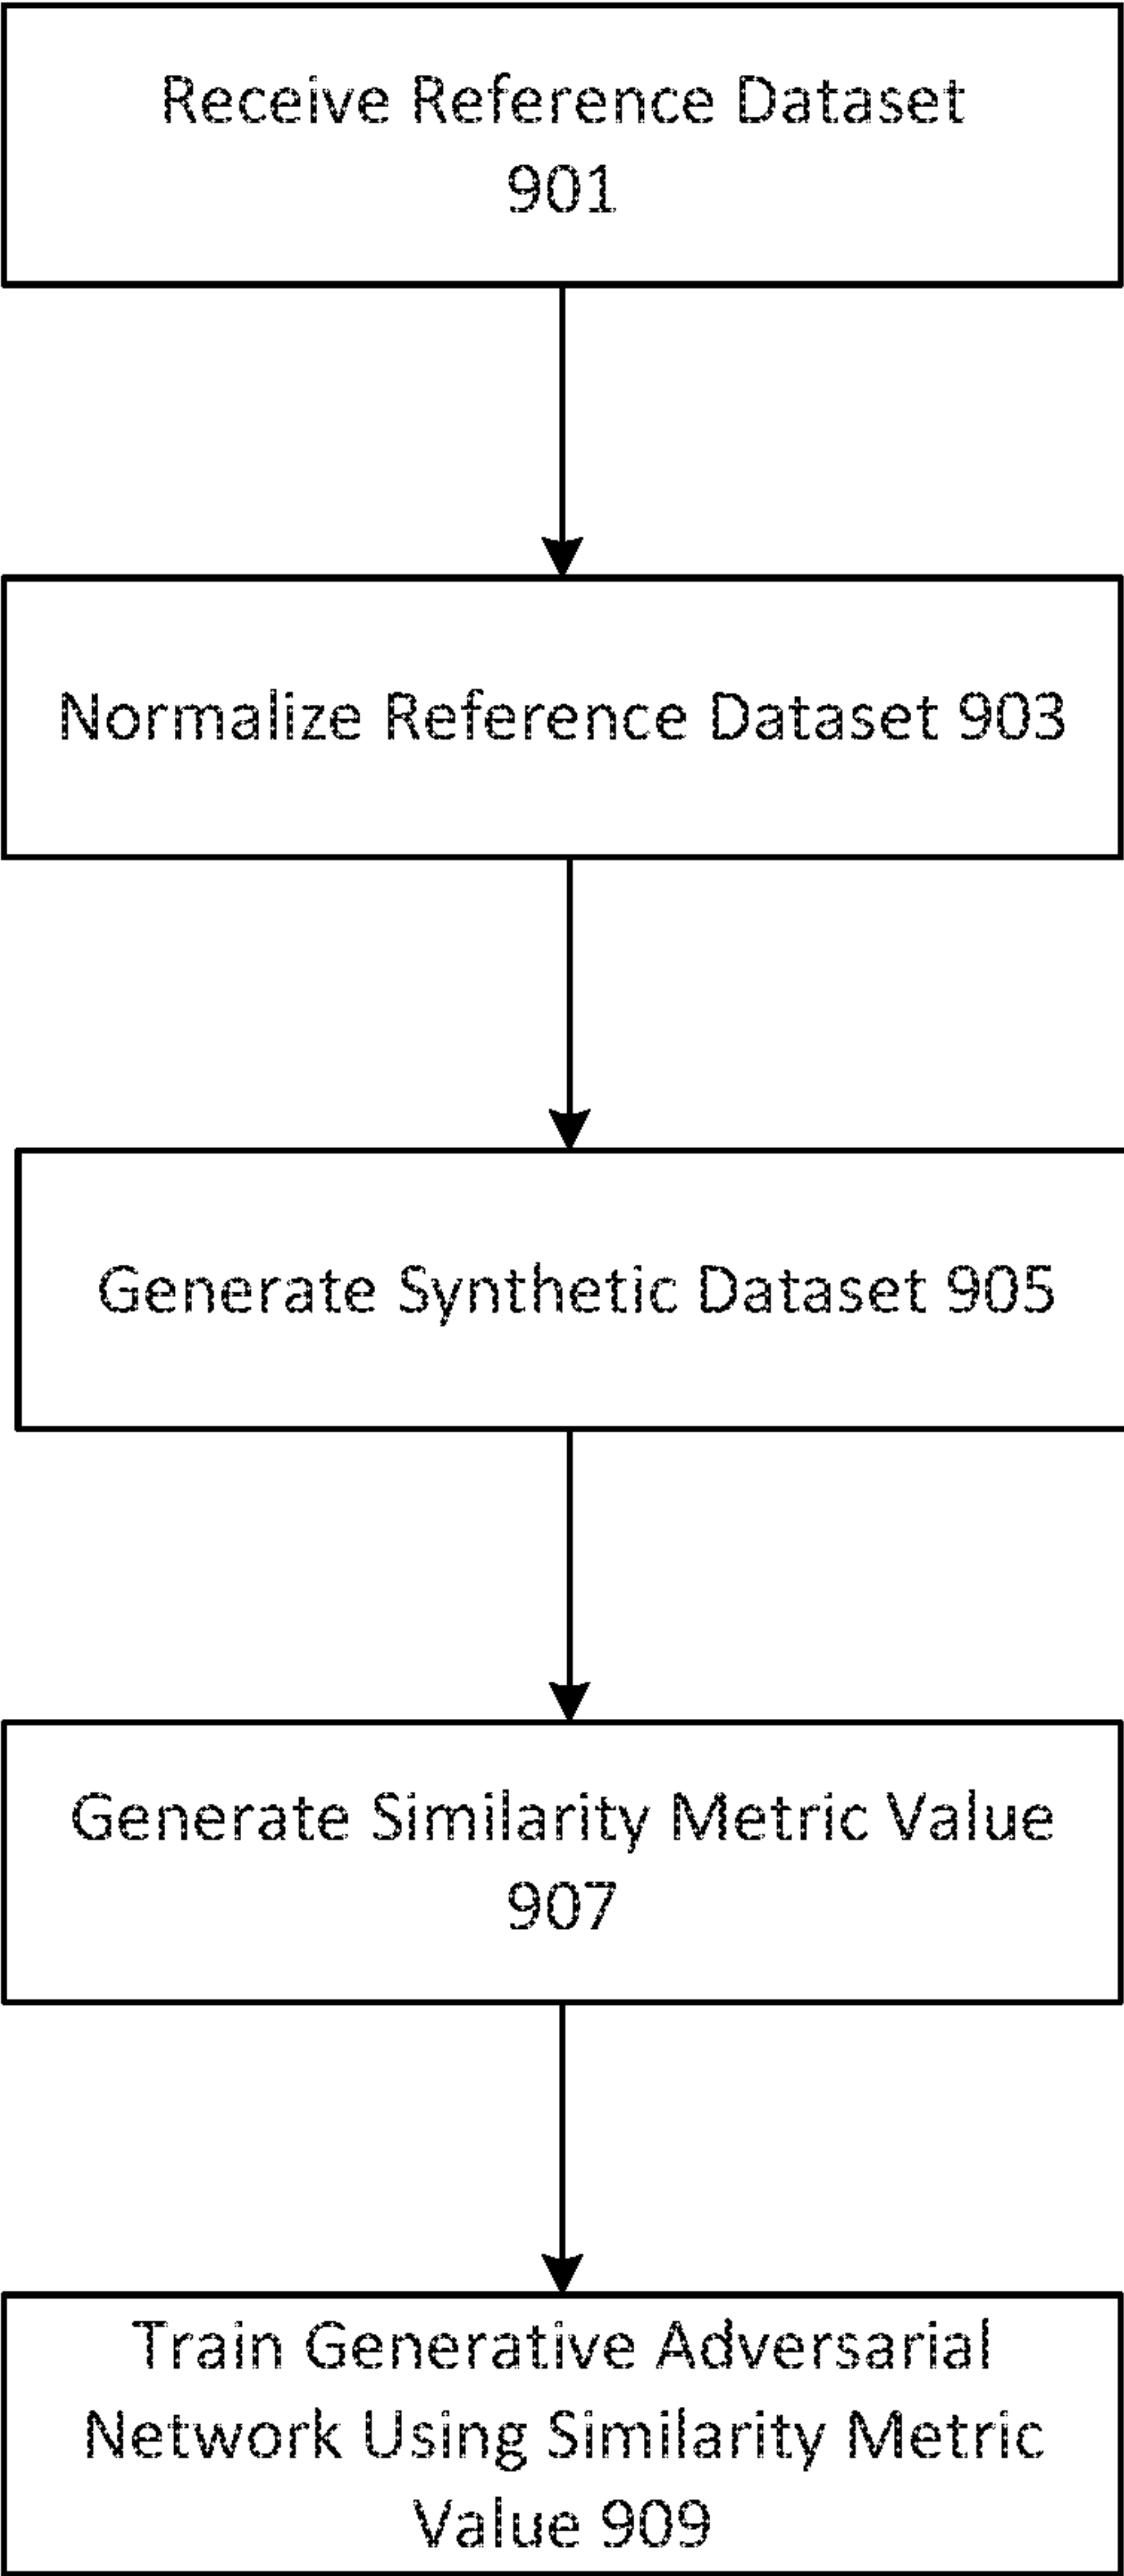 Receive Reference Dataset
901
Normalize Reference Dataset 903
Generate Synthetic Dataset 905
Generate Similarity Metric Value
907
Train Generative Adversarial
Network Using Similarity Metric
Value 909